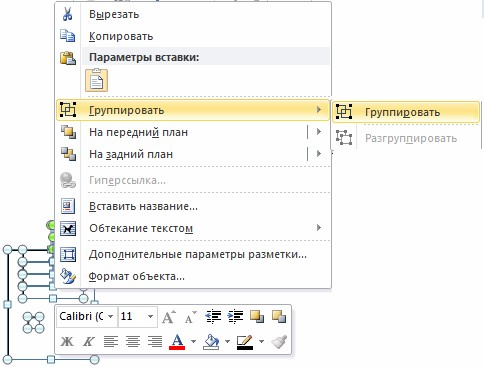 Вырезать
Копировать
Параметры вставки:
Группировать
Группировать
На передний план
Разгруппировать
На задний план
Гиперссылка...
Вставить название...
Обтекание текстом
Дополнительные параметры разметки...
Формат объекта...
Calibri (С 11 А А
Ж К А